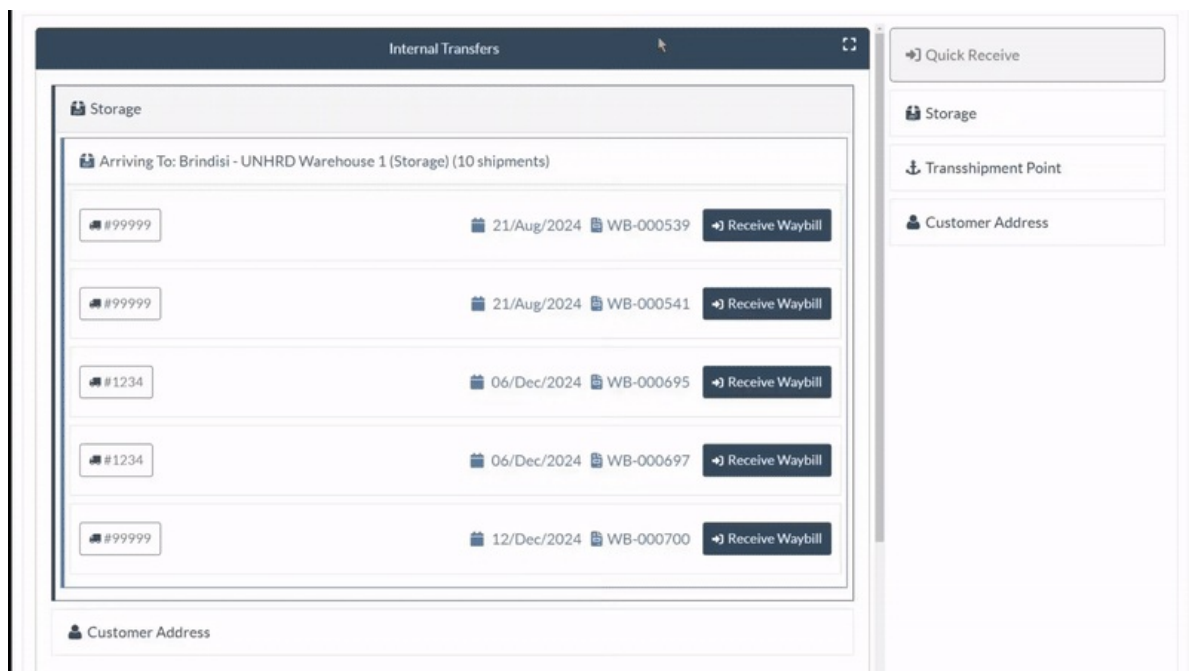 Internal Transfers
Storage
Arriving To: Brindisi - UNHRD Warehouse 1 (Storage) (10 shipments)
#99999 21/Aug/2024 WB-000539 Receive Waybill
#99999 21/Aug/2024 WB-000541 Receive Waybill
#1234 06/Dec/2024 WB-000695 Receive Waybill
#1234 06/Dec/2024 WB-000697 Receive Waybill
#99999 12/Dec/2024 WB-000700 Receive Waybill
Customer Address
Quick Receive
Storage
Transshipment Point
Customer Address